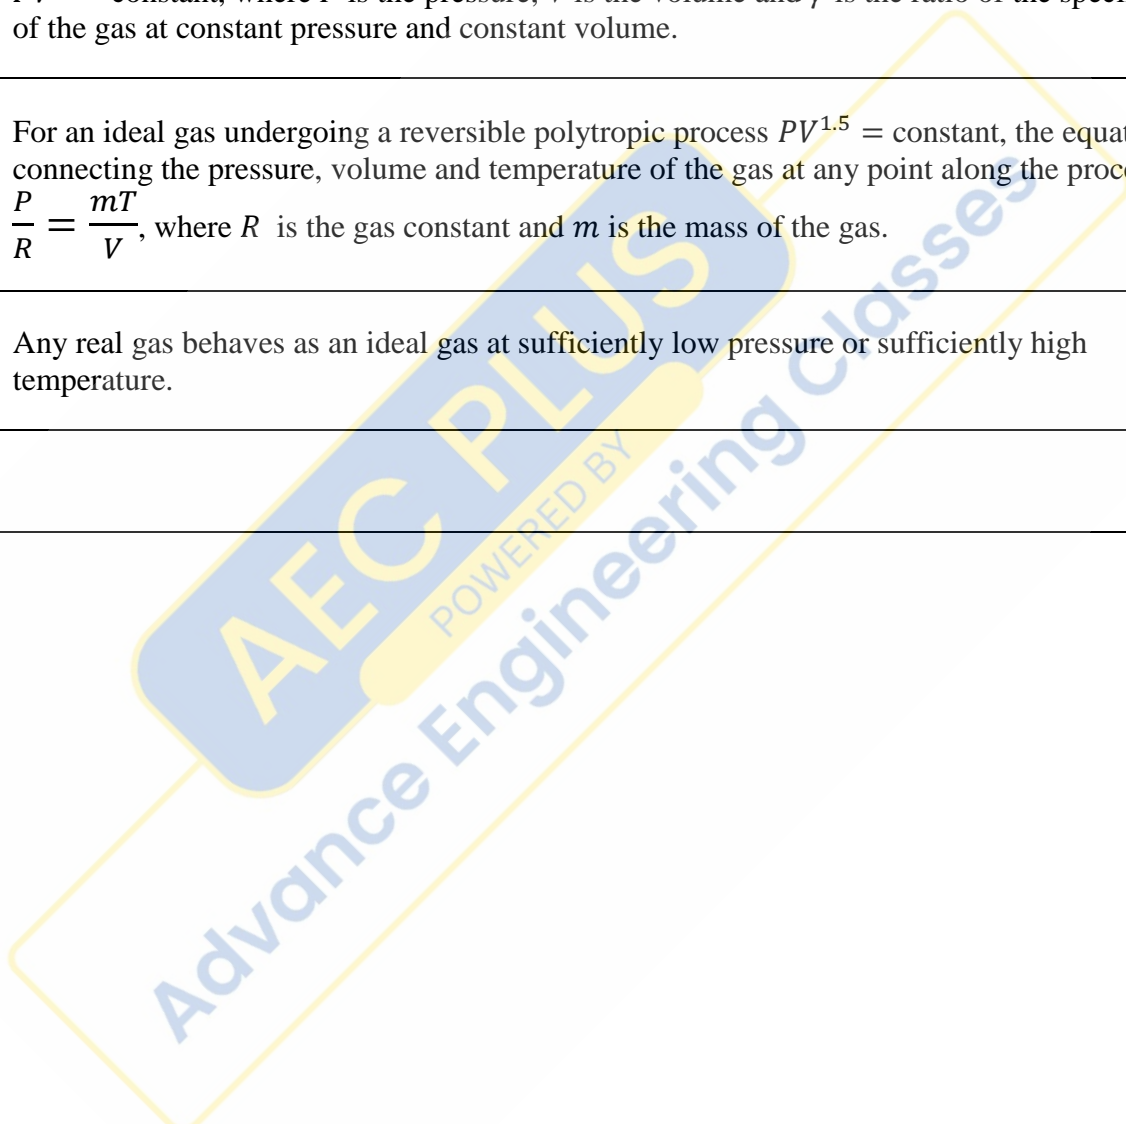 of the gas at constant pressure and constant volume.
For an ideal gas undergoing a reversible polytropic process 𝑃𝑉^1.5 = constant, the
connecting the pressure, volume and temperature of the gas at any point along the
𝑃/𝑅 = 𝑚𝑇/𝑉, where 𝑅 is the gas constant and 𝑚 is the mass of the gas.
Any real gas behaves as an ideal gas at sufficiently low pressure or sufficiently high
temperature.
AEC PLUS
POWERED BY
Advance Engineering Classes